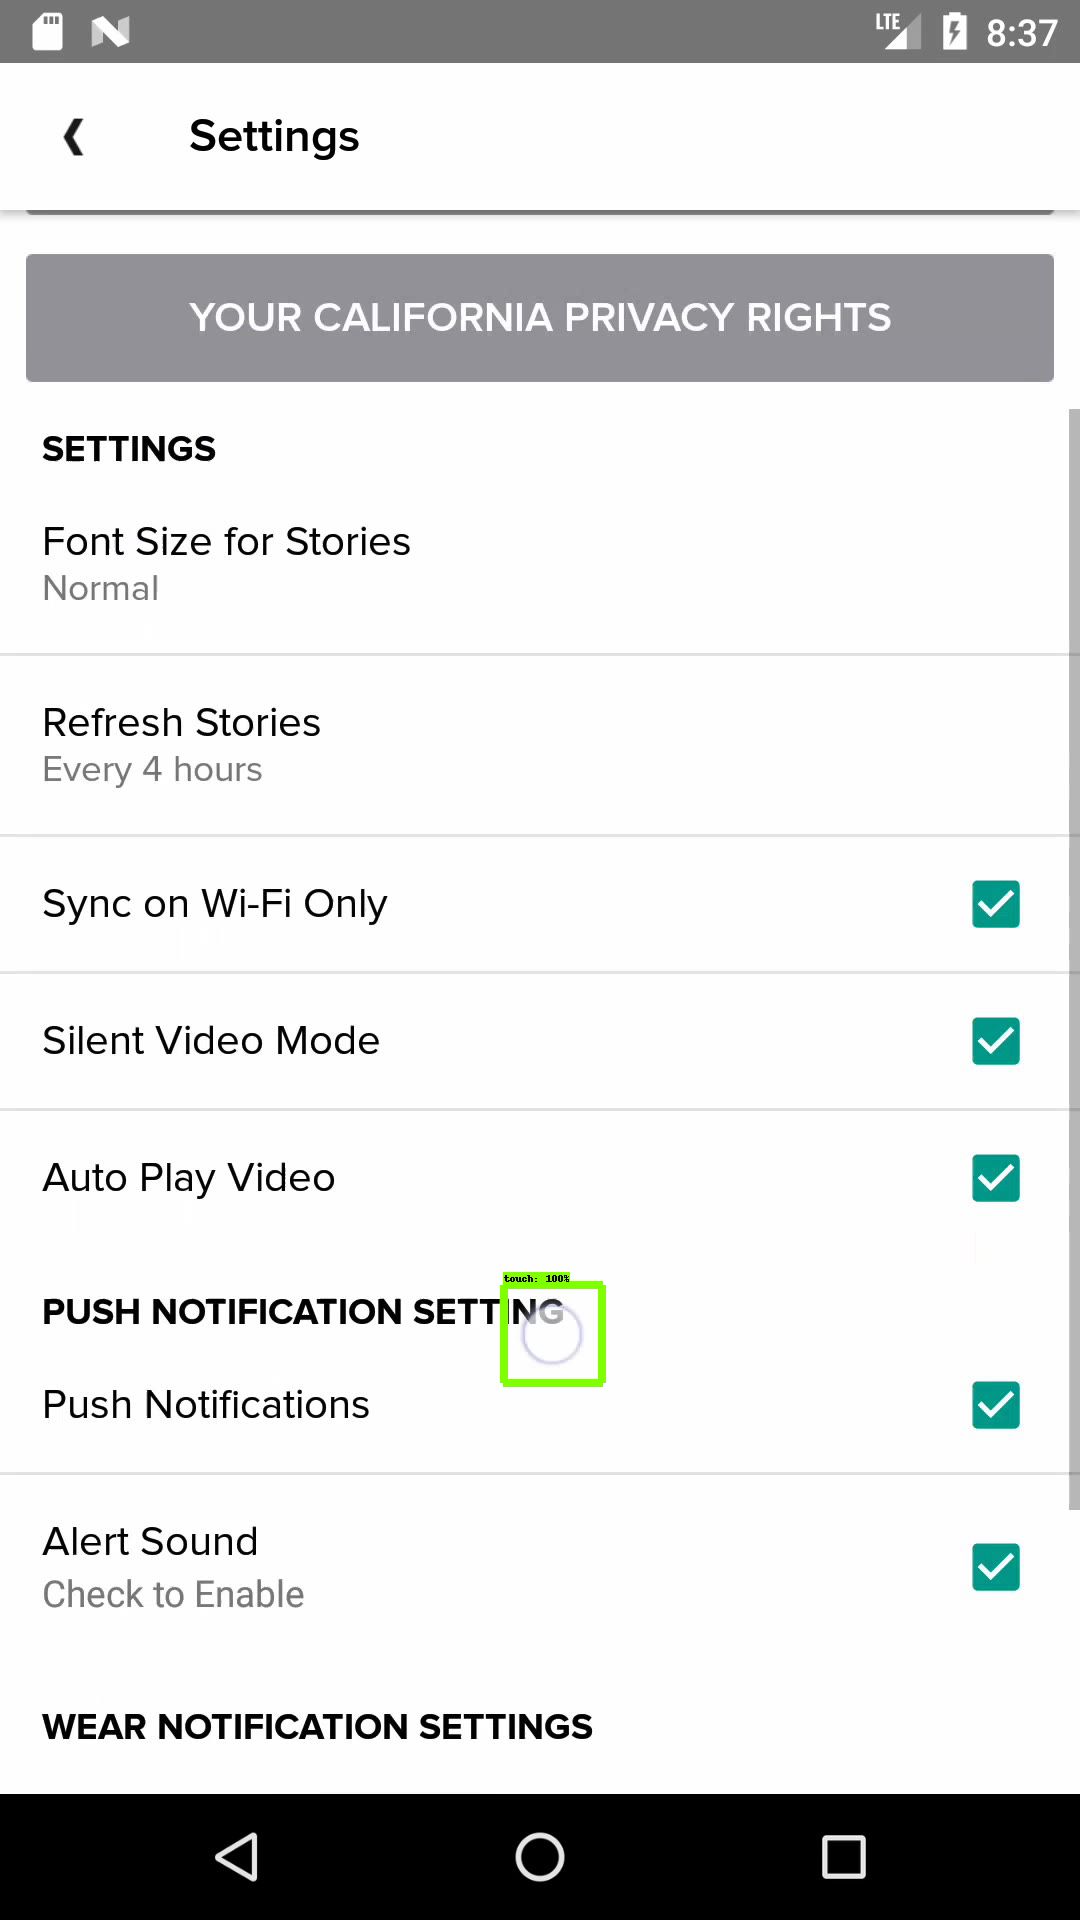 LTE 8:37
Settings
YOUR CALIFORNIA PRIVACY RIGHTS
SETTINGS
Font Size for Stories
Normal
Refresh Stories
Every 4 hours
Sync on Wi-Fi Only
Silent Video Mode
Auto Play Video
touch: 100%
PUSH NOTIFICATION SETTING
Push Notifications
Alert Sound
Check to Enable
WEAR NOTIFICATION SETTINGS